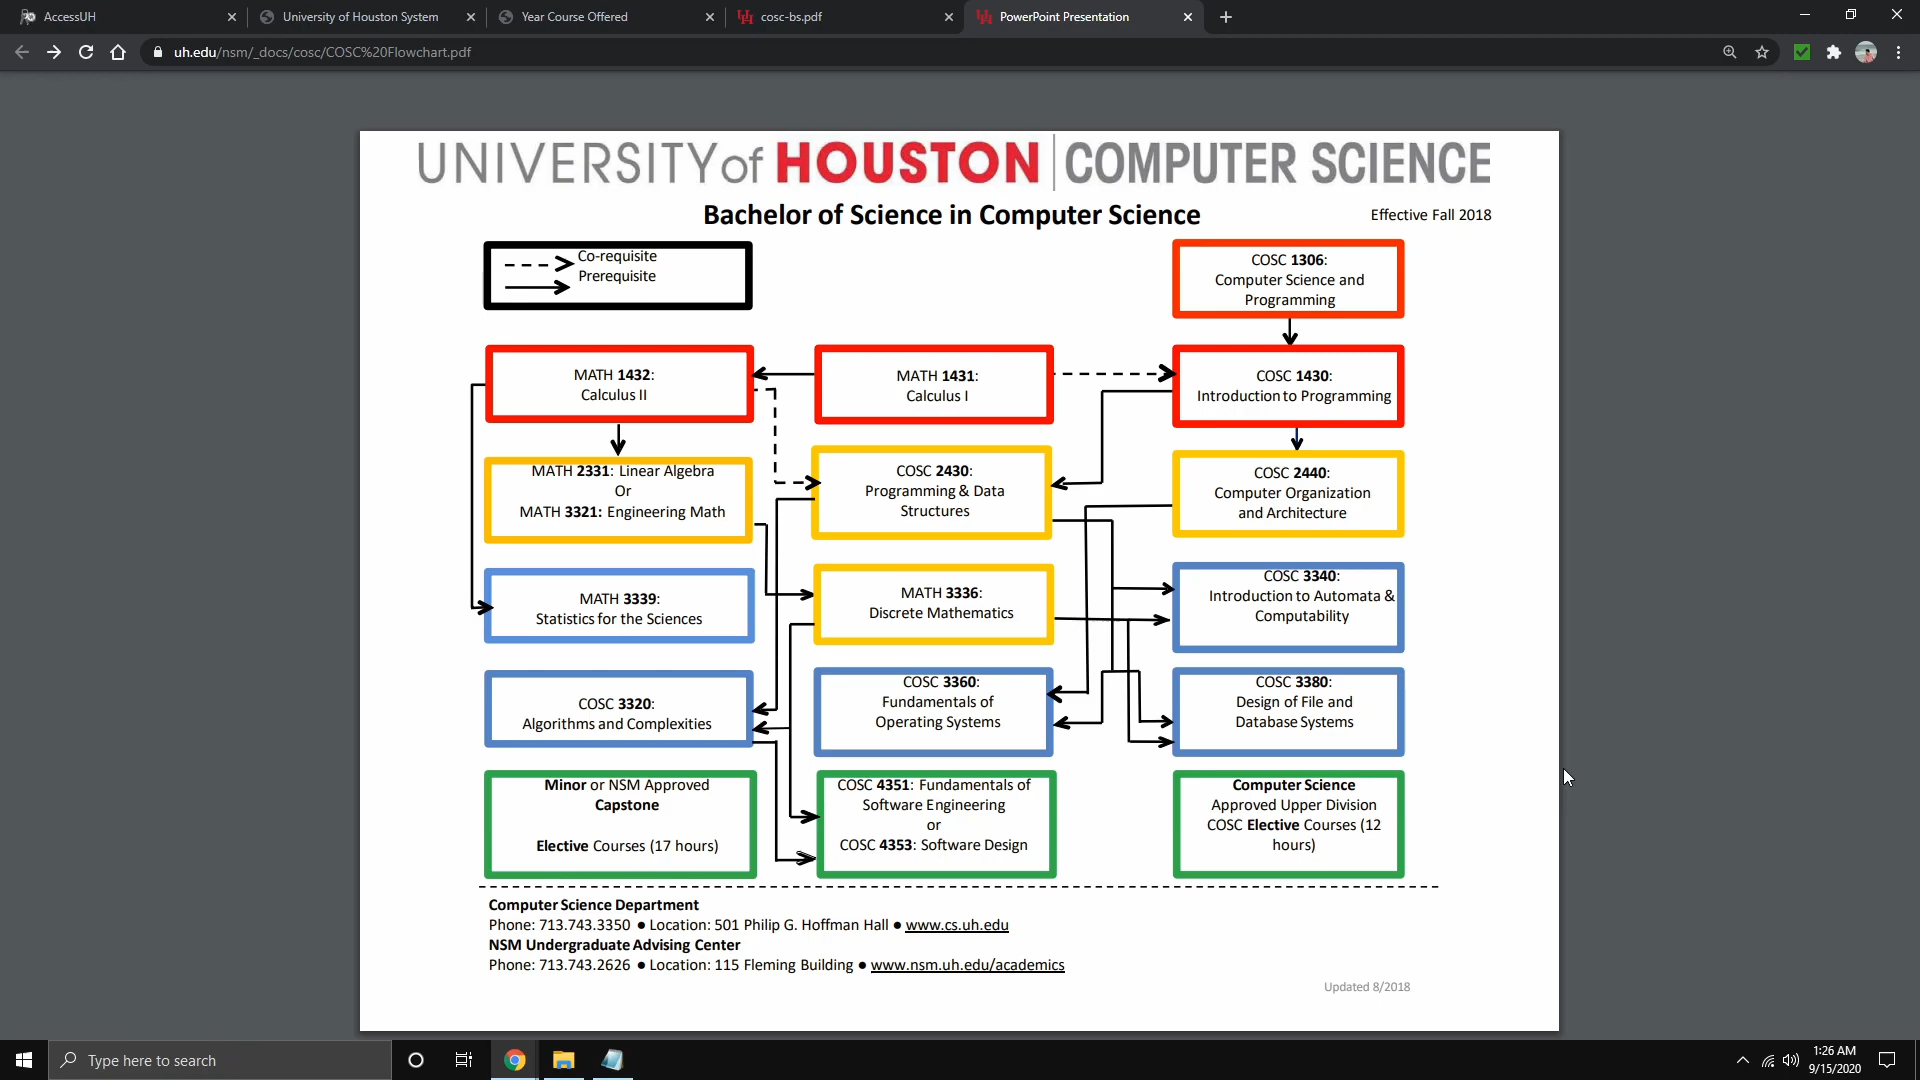 AccessUH
University of Houston System
Year Course Offered
cosc-bs.pdf
PowerPoint Presentation
uh.edu/nsm/_docs/cosc/COSC%20Flowchart.pdf
UNIVERSITY of HOUSTON COMPUTER SCIENCE
Bachelor of Science in Computer Science
Effective Fall 2018
Co-requisite
Prerequisite
COSC 1306:
Computer Science and
Programming
MATH 1432:
Calculus II
MATH 1431:
Calculus I
COSC 1430:
Introduction to Programming
MATH 2331: Linear Algebra
Or
MATH 3321: Engineering Math
COSC 2430:
Programming & Data
Structures
COSC 2440:
Computer Organization
and Architecture
MATH 3339:
Statistics for the Sciences
MATH 3336:
Discrete Mathematics
COSC 3340:
Introduction to Automata &
Computability
COSC 3320:
Algorithms and Complexities
COSC 3360:
Fundamentals of
Operating Systems
COSC 3380:
Design of File and
Database Systems
Minor or NSM Approved
Capstone
Elective Courses (17 hours)
COSC 4351: Fundamentals of
Software Engineering
or
COSC 4353: Software Design
Computer Science
Approved Upper Division
COSC Elective Courses (12
hours)
Computer Science Department
Phone: 713.743.3350 ● Location: 501 Philip G. Hoffman Hall ● www.cs.uh.edu
NSM Undergraduate Advising Center
Phone: 713.743.2626 ● Location: 115 Fleming Building ● www.nsm.uh.edu/academics
Updated 8/2018
Type here to search
1:26 AM
9/15/2020